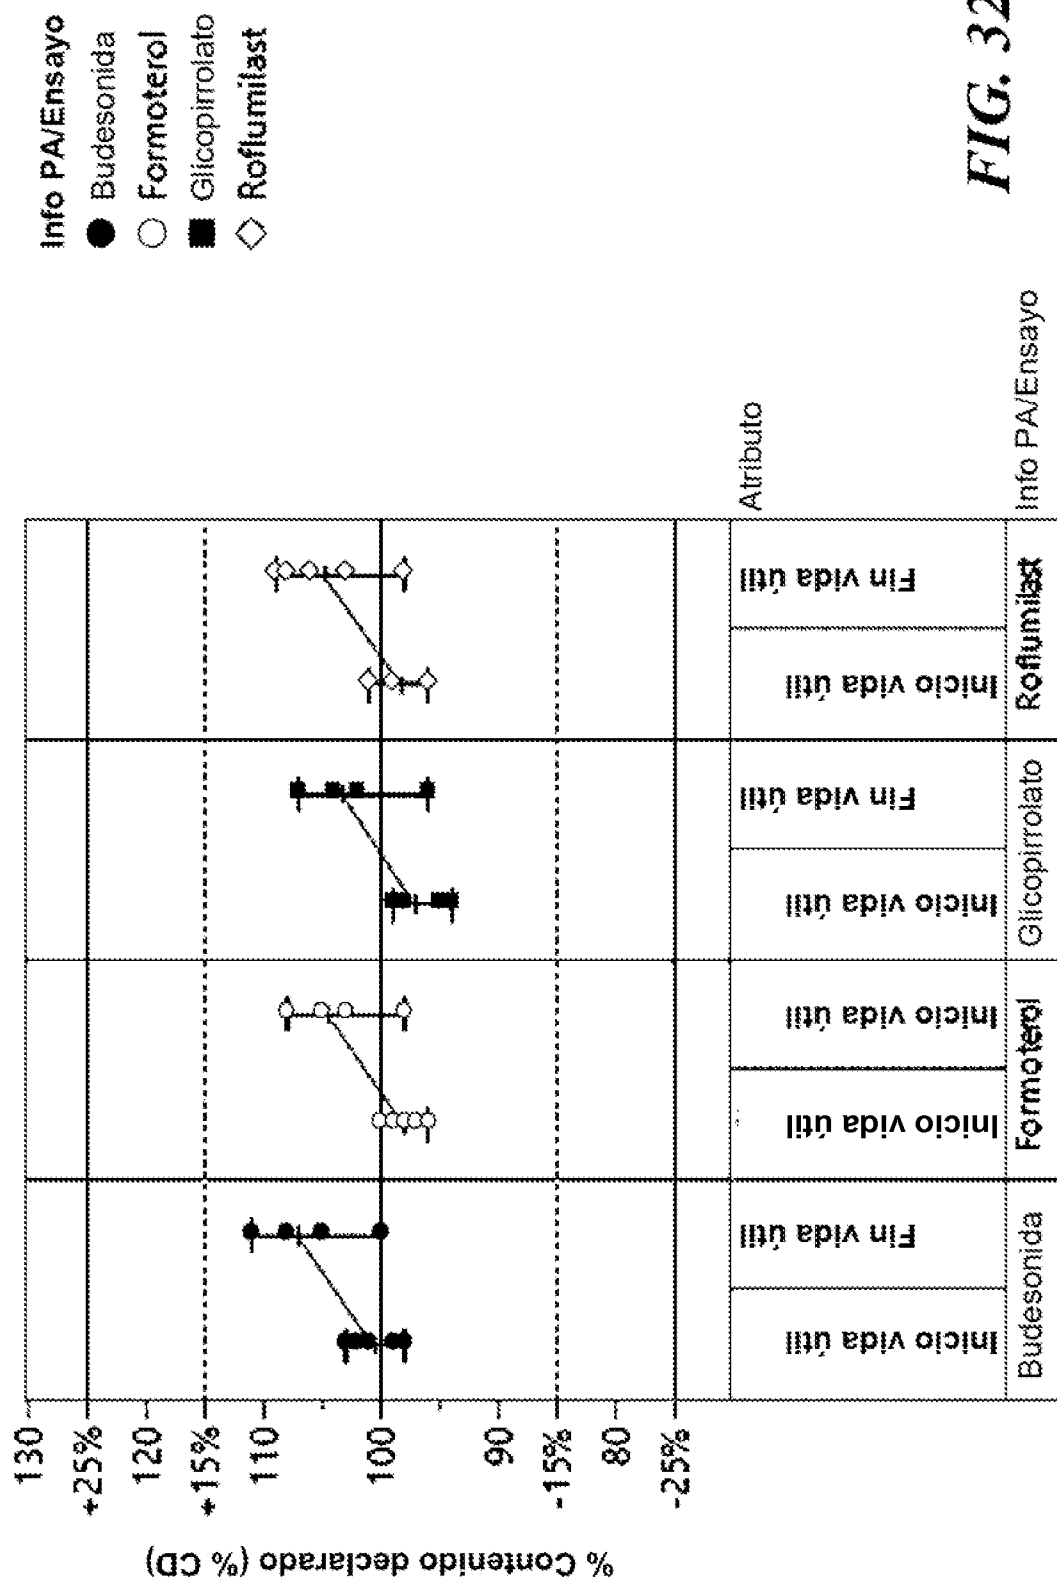 Info PA/Ensayo
Budesonida
Formoterol
Glicopirrolato
Roflumilast
% Contenido declarado (% CD)
130
+25%
120
+15%
110
100
90
-15%
80
-25%
Inicio vida útil
Fin vida útil
Inicio vida útil
Inicio vida útil
Inicio vida útil
Fin vida útil
Inicio vida útil
Fin vida útil
Atributo
Budesonida
Formoterol
Glicopirrolato
Roflumilast
Info PA/Ensayo
FIG. 32